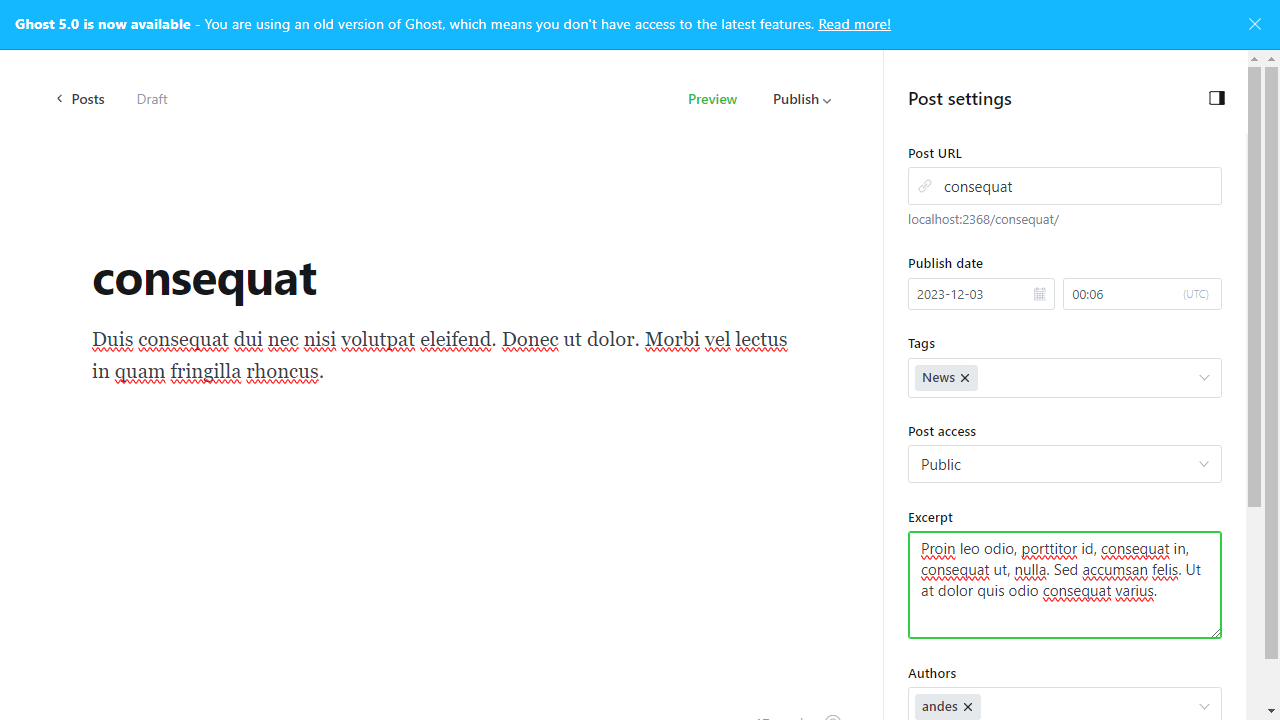 Ghost 5.0 is now available - You are using an old version of Ghost, which means you don't have access to the latest features. Read more!
Posts
Draft
Preview
Publish
Post settings
Post URL
consequat
localhost:2368/consequat/
Publish date
2023-12-03
00:06
(UTC)
Tags
News
Post access
Public
Excerpt
Proin leo odio, porttitor id, consequat in,
consequat ut, nulla. Sed accumsan felis. Ut
at dolor quis odio consequat varius.
Authors
andes
consequat
Duis consequat dui nec nisi volutpat eleifend. Donec ut dolor. Morbi vel lectus
in quam fringilla rhoncus.